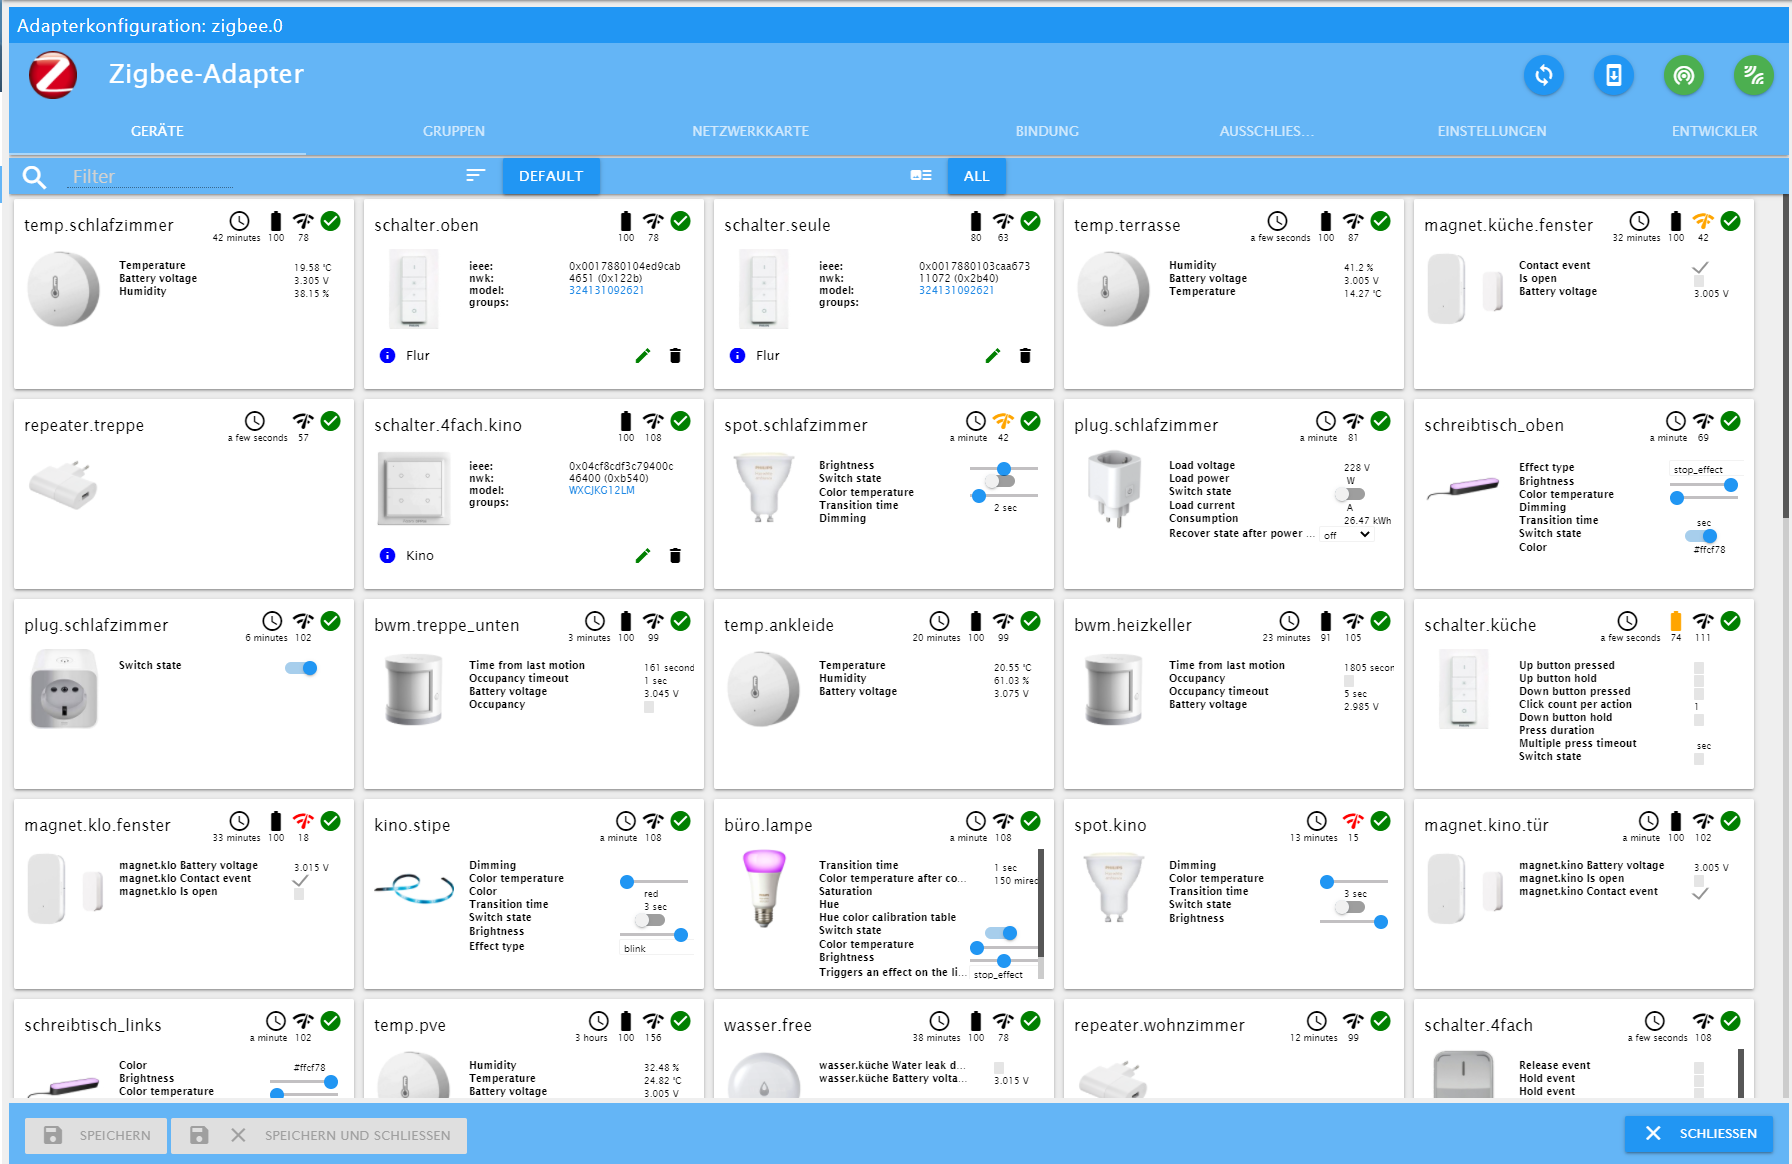 Adapterkonfiguration: zigbee.0
Zigbee-Adapter
GERÄTE GRUPPEN NETZWERKKARTE BINDUNG AUSSCHLIES... EINSTELLUNGEN ENTWICKLER
Filter DEFAULT ALL
temp.schlafzimmer
42 minutes 100 78
Temperature 19.58 °C
Battery voltage 3.305 V
Humidity 38.15 %
schalter.oben
100 78
ieee: 0x0017880104ed9cab
nwk: 4651 (0x122b)
model: 324131092621
groups:
Flur
schalter.seule
80 63
ieee: 0x0017880103caa673
nwk: 11072 (0x2b40)
model: 324131092621
groups:
Flur
temp.terrasse
a few seconds 100 87
Humidity 41.2 %
Battery voltage 3.005 V
Temperature 14.27 °C
magnet.küche.fenster
32 minutes 100 42
Contact event
Is open
Battery voltage 3.005 V
repeater.treppe
a few seconds 57
schalter.4fach.kino
100 108
ieee: 0x04cf8cdf3c79400c
nwk: 46400 (0xb540)
model: WXCJKG12LM
groups:
Kino
spot.schlafzimmer
a minute 42
Brightness
Switch state
Color temperature
Transition time 2 sec
Dimming
plug.schlafzimmer
a minute 81
Load voltage 228 V
Load power W
Switch state
Load current A
Consumption 26.47 kWh
Recover state after power ... off
schreibtisch_oben
a minute 69
Effect type stop_effect
Brightness
Color temperature
Dimming
Transition time sec
Switch state
Color #ffcf78
plug.schlafzimmer
6 minutes 102
Switch state
bwm.treppe_unten
3 minutes 100 99
Time from last motion 161 second
Occupancy timeout 1 sec
Battery voltage 3.045 V
Occupancy
temp.ankleide
20 minutes 100 99
Temperature 20.55 °C
Humidity 61.03 %
Battery voltage 3.075 V
bwm.heizkeller
23 minutes 91 105
Time from last motion 1805 secon
Occupancy
Occupancy timeout 5 sec
Battery voltage 2.985 V
schalter.küche
a few seconds 74 111
Up button pressed
Up button hold
Down button pressed
Click count per action 1
Down button hold
Press duration
Multiple press timeout sec
Switch state
magnet.klo.fenster
33 minutes 100 18
magnet.klo Battery voltage 3.015 V
magnet.klo Contact event
magnet.klo Is open
kino.stipe
a minute 108
Dimming
Color temperature
Color red
Transition time 3 sec
Switch state
Brightness
Effect type blink
büro.lampe
a minute 108
Transition time 1 sec
Color temperature after co... 150 mired
Saturation
Hue
Hue color calibration table
Switch state
Color temperature
Brightness
Triggers an effect on the li... stop_effect
spot.kino
13 minutes 15
Dimming
Color temperature
Transition time 3 sec
Switch state
Brightness
magnet.kino.tür
a minute 100 102
magnet.kino Battery voltage 3.005 V
magnet.kino Is open
magnet.kino Contact event
schreibtisch_links
a minute 102
Color #ffcf78
Brightness
Color temperature
temp.pve
3 hours 100 156
Humidity 32.48 %
Temperature 24.82 °C
Battery voltage 3.005 V
wasser.free
38 minutes 100 78
wasser.küche Water leak d...
wasser.küche Battery volta... 3.015 V
repeater.wohnzimmer
12 minutes 99
schalter.4fach
a few seconds 108
Release event
Hold event
Hold event
SPEICHERN SPEICHERN UND SCHLIESSEN SCHLIESSEN